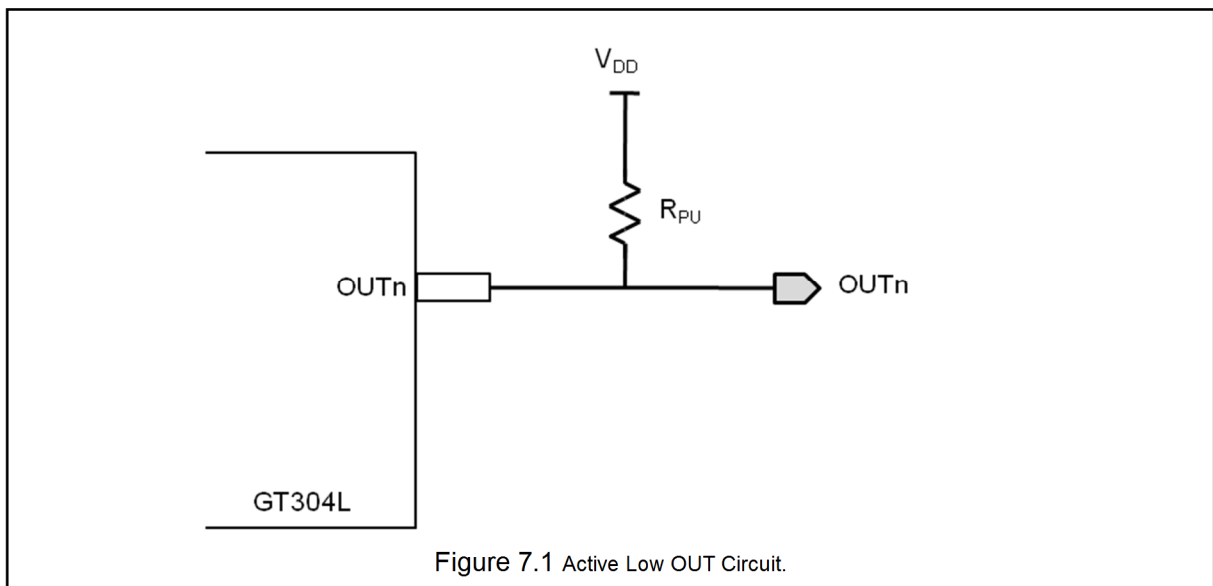 VDD
RPU
OUTn
OUTn
GT304L
Figure 7.1 Active Low OUT Circuit.